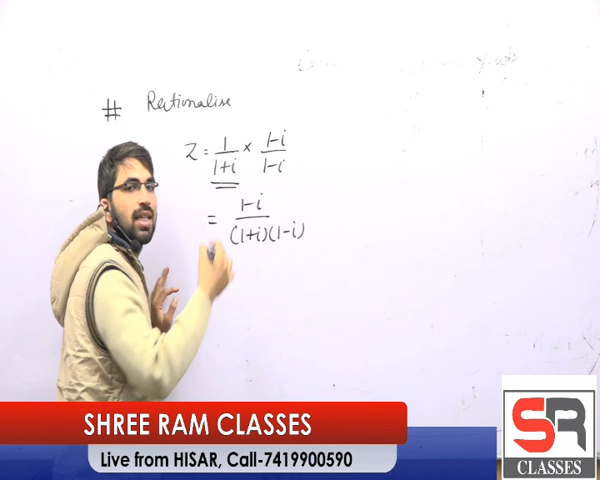 # Rationalise
Z = 1/1+i × 1-i/1-i
= 1-i/(1+i)(1-i)
SHREE RAM CLASSES
Live from HISAR, Call-7419900590
SR
CLASSES